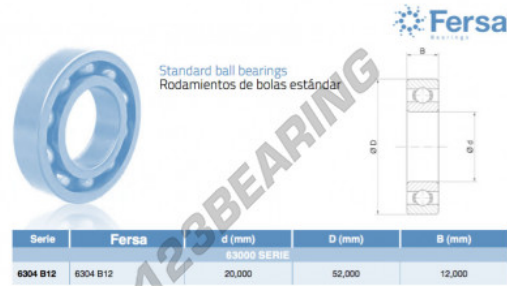 Fersa
Bearings
Standard ball bearings
Rodamientos de bolas estándar
B
Ø D
Ø d
123BEARING
Serie Fersa d (mm) D (mm) B (mm)
63000 SERIE
6304 B12 6304 B12 20,000 52,000 12,000